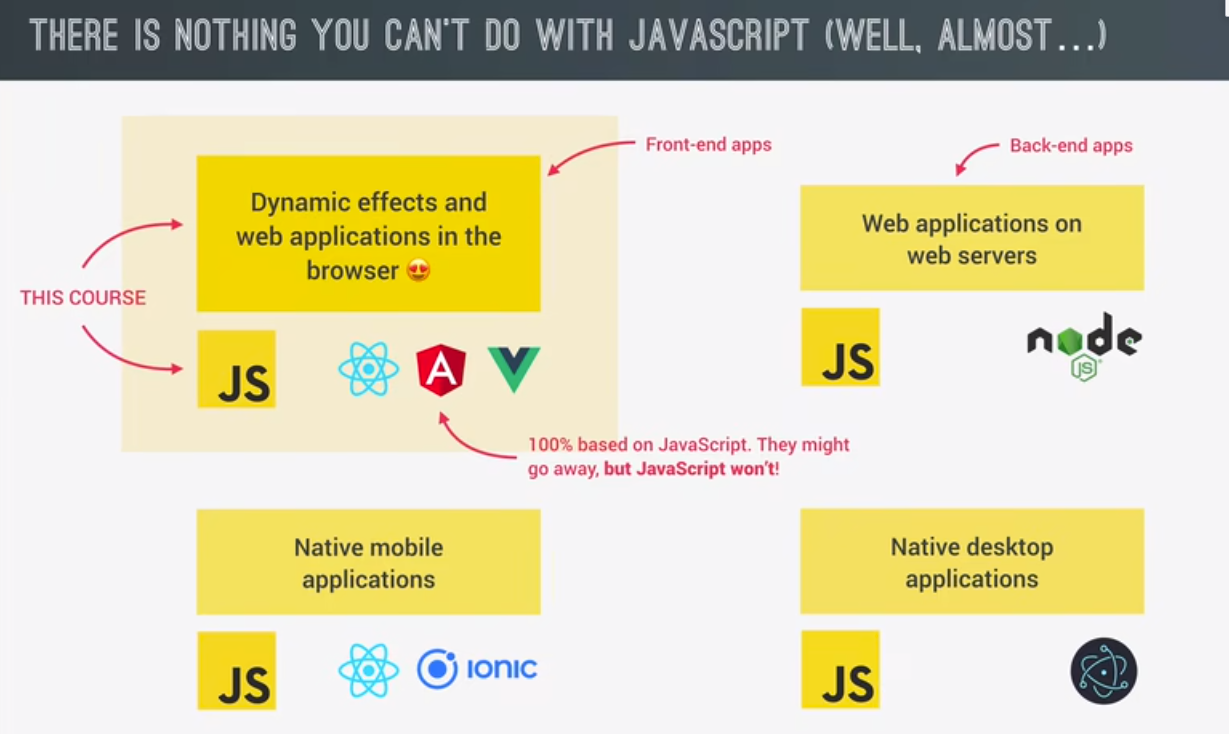 THERE IS NOTHING YOU CAN'T DO WITH JAVASCRIPT (WELL, ALMOST...)
Front-end apps
Dynamic effects and
web applications in the
browser 😍
THIS COURSE
JS
A
100% based on JavaScript. They might
go away, but JavaScript won't!
Back-end apps
Web applications on
web servers
JS
node
JS
Native mobile
applications
JS
IONIC
Native desktop
applications
JS